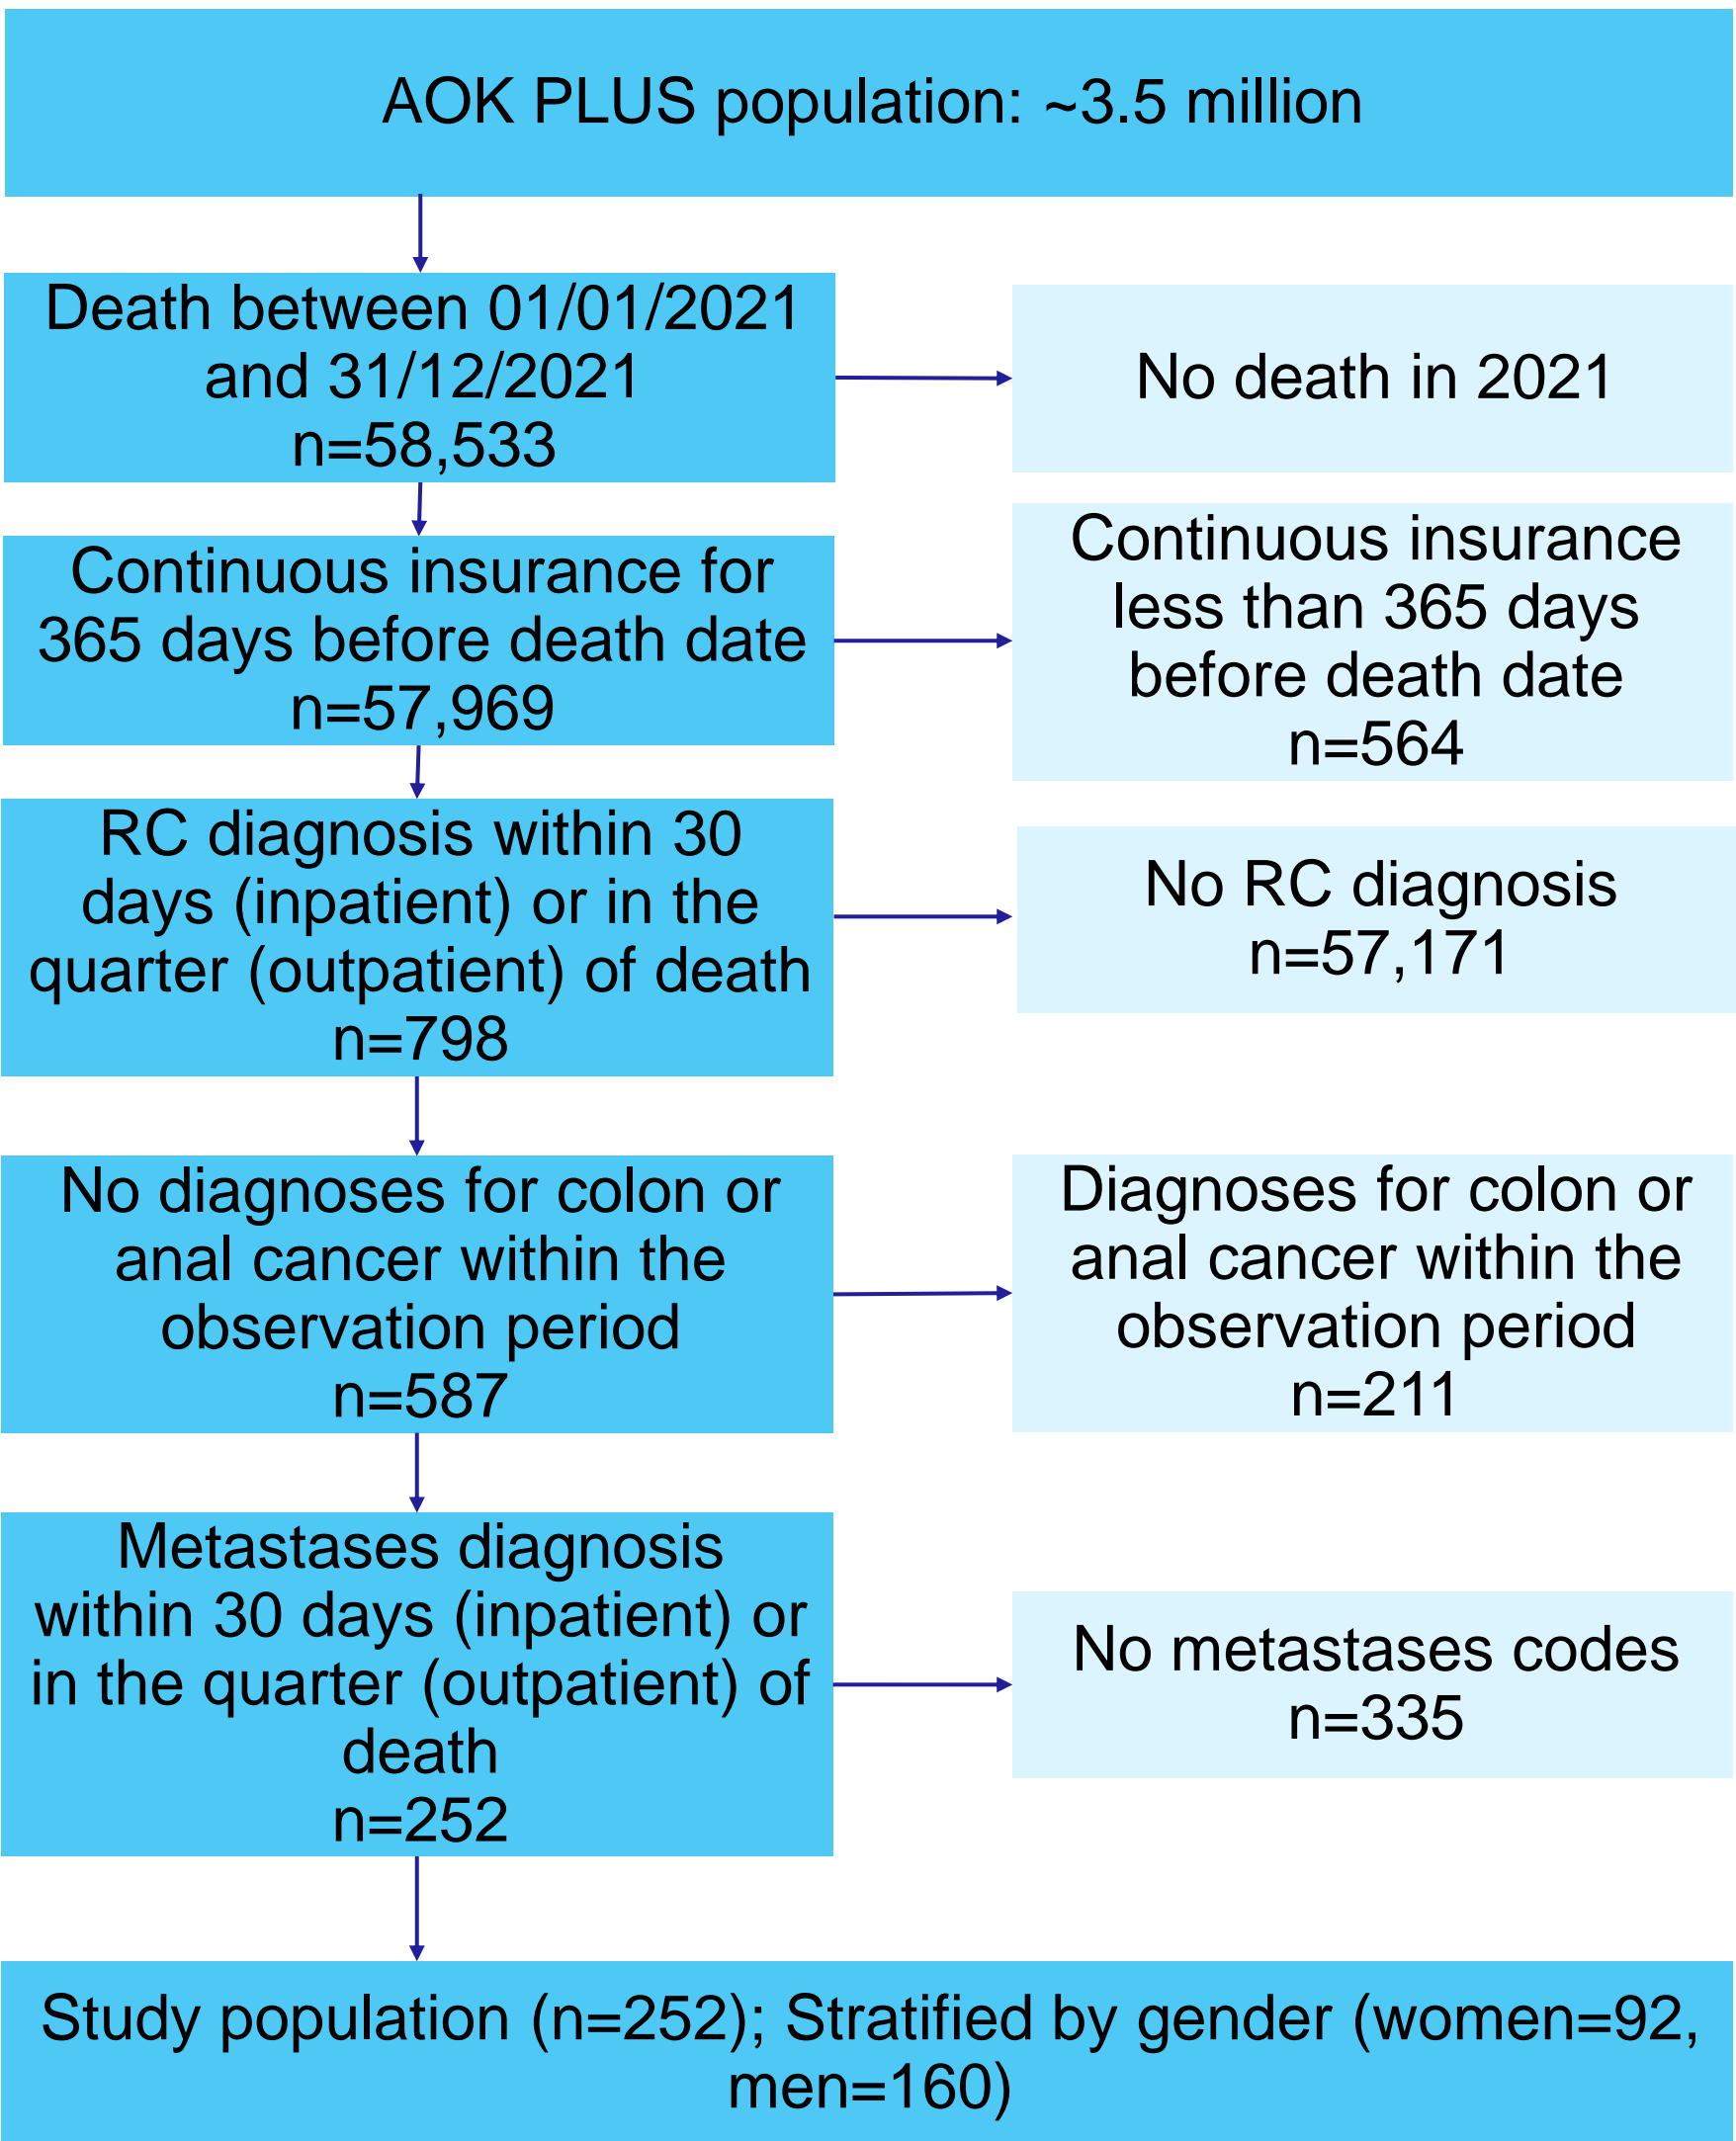 AOK PLUS population: ~3.5 million
Death between 01/01/2021
and 31/12/2021
n=58,533
No death in 2021
Continuous insurance for
365 days before death date
n=57,969
Continuous insurance
less than 365 days
before death date
n=564
RC diagnosis within 30
days (inpatient) or in the
quarter (outpatient) of death
n=798
No RC diagnosis
n=57,171
No diagnoses for colon or
anal cancer within the
observation period
n=587
Diagnoses for colon or
anal cancer within the
observation period
n=211
Metastases diagnosis
within 30 days (inpatient) or
in the quarter (outpatient) of
death
n=252
No metastases codes
n=335
Study population (n=252); Stratified by gender (women=92,
men=160)